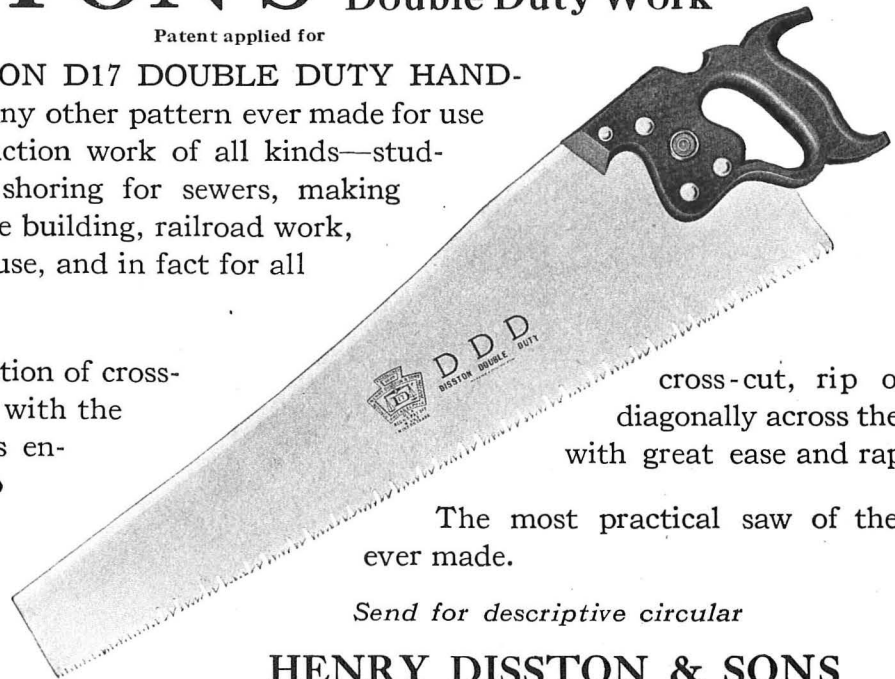 TON'S Double Duty Work
Patent applied for
ON D17 DOUBLE DUTY HAND-
ny other pattern ever made for use
ction work of all kinds—stud-
shoring for sewers, making
e building, railroad work,
use, and in fact for all
tion of cross-
with the
s en-
D D D
DISSTON DOUBLE DUTY
cross-cut, rip o
diagonally across the
with great ease and rap
The most practical saw of the
ever made.
Send for descriptive circular
HENRY DISSTON & SONS